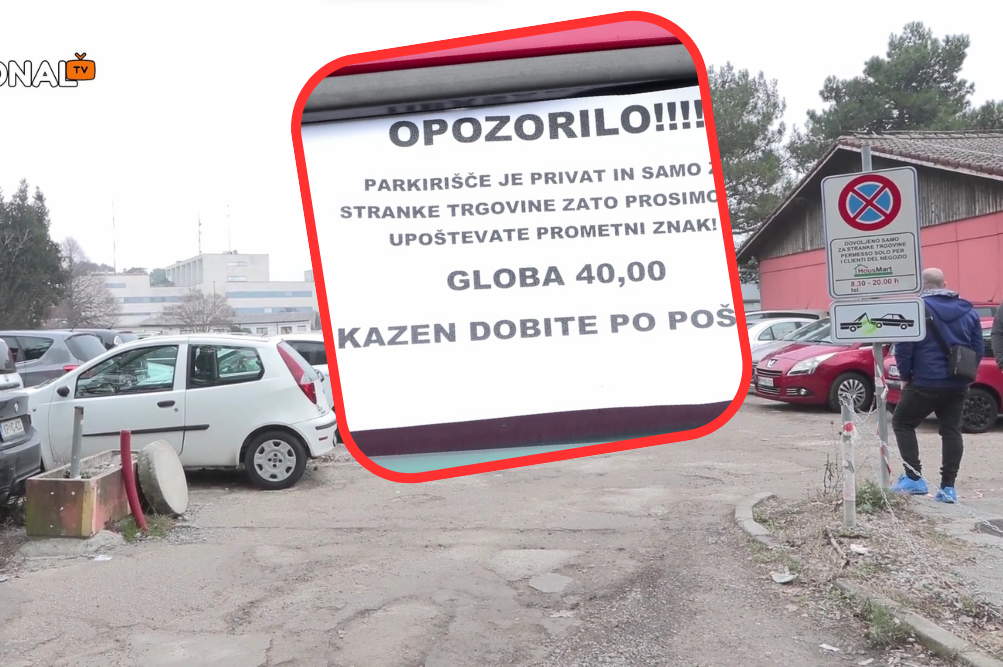 ONAL TV
OPOZORILO!!!!
PARKIRIŠČE JE PRIVAT IN SAMO
STRANKE TRGOVINE ZATO PROSIMO
UPOŠTEVATE PROMETNI ZNAK!
GLOBA 40,00
KAZEN DOBITE PO
DOVOLJENO SAMO
ZA STRANKE TRGOVINE
PERMESSO SOLO PER
I CLIENTI DEL NEGOZIO
HousMart
8.30 - 20.00 h
tel.